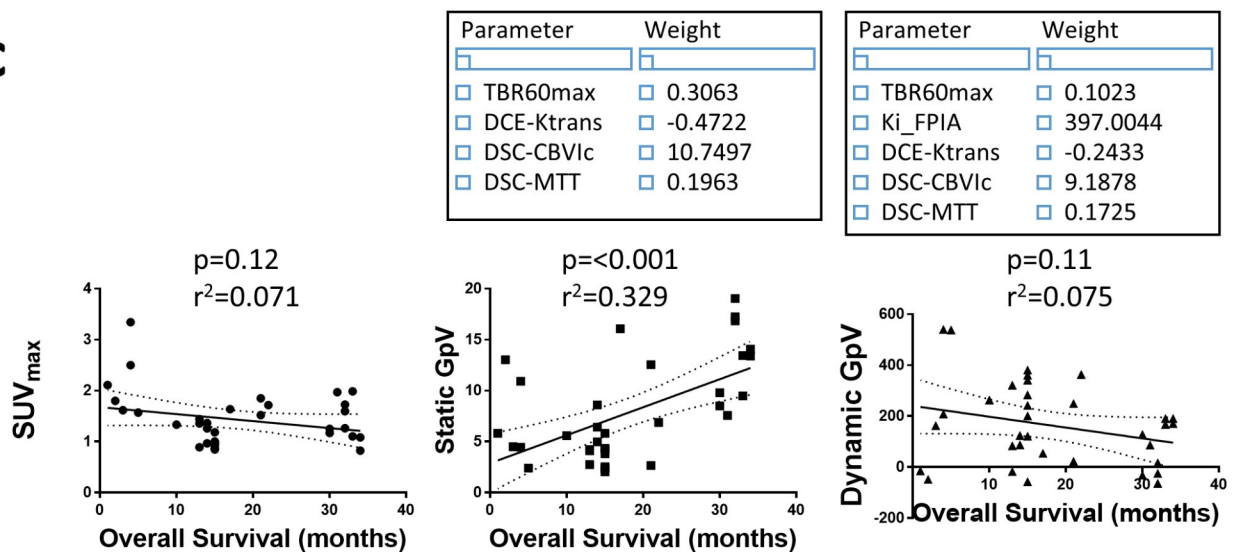 Parameter Weight
TBR60max 0.3063
DCE-Ktrans -0.4722
DSC-CBVlc 10.7497
DSC-MTT 0.1963
Parameter Weight
TBR60max 0.1023
Ki_FPIA 397.0044
DCE-Ktrans -0.2433
DSC-CBVlc 9.1878
DSC-MTT 0.1725
p=0.12
r²=0.071
SUVmax
4
3
2
1
0
0 10 20 30 40
Overall Survival (months)
p=<0.001
r²=0.329
Static GpV
20
15
10
5
0
0 10 20 30 40
Overall Survival (months)
p=0.11
r²=0.075
Dynamic GpV
600
400
200
0
-200
10 20 30 40
Overall Survival (months)